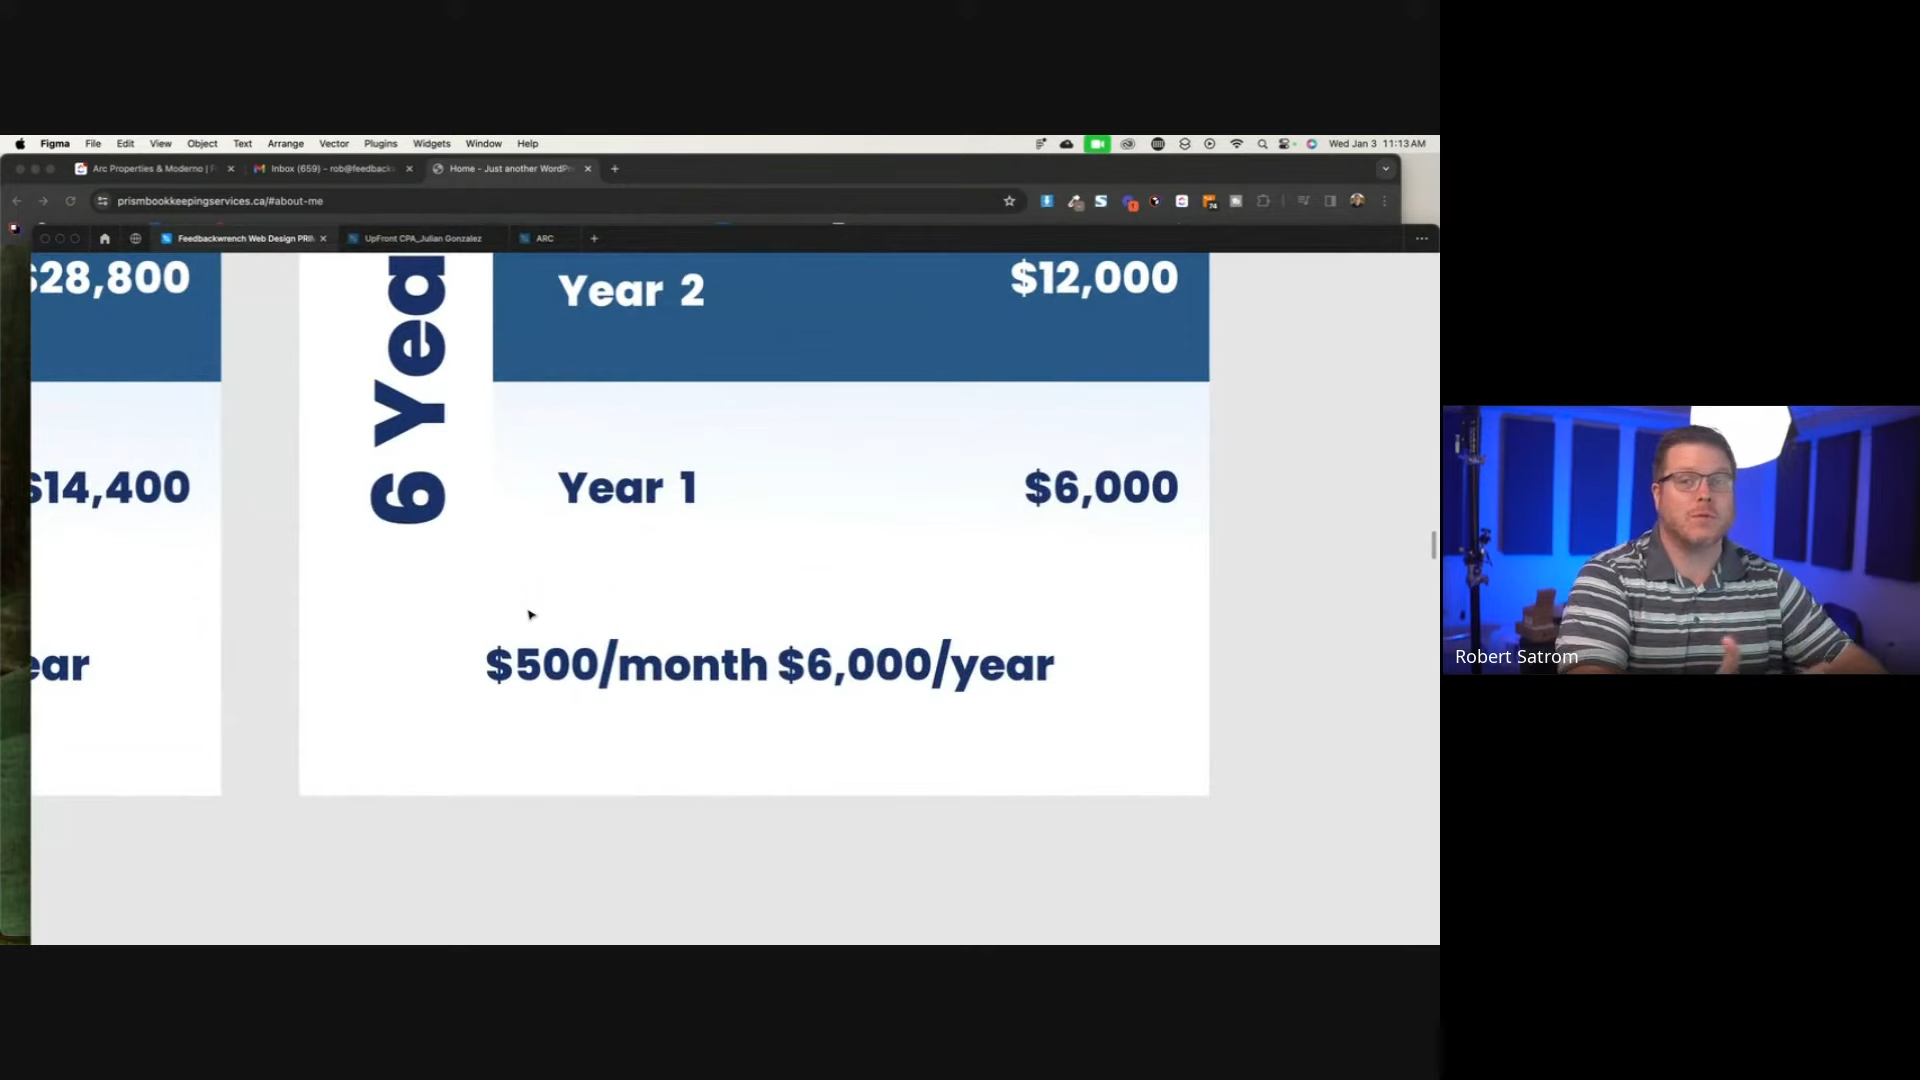 Figma File Edit View Object Text Arrange Vector Plugins Widgets Window Help Wed Jan 3 11:13 AM
Arc Properties & Moderno | F
Inbox (659) - rob@feedback
Home - Just another WordPr
prismbookkeepingservices.ca/#about-me
74
Feedbackwrench Web Design PRI
UpFront CPA_Julian Gonzalez
ARC
$28,800
6 Yea
Year 2 $12,000
$14,400
Year 1 $6,000
ear
$500/month $6,000/year
Robert Satrom